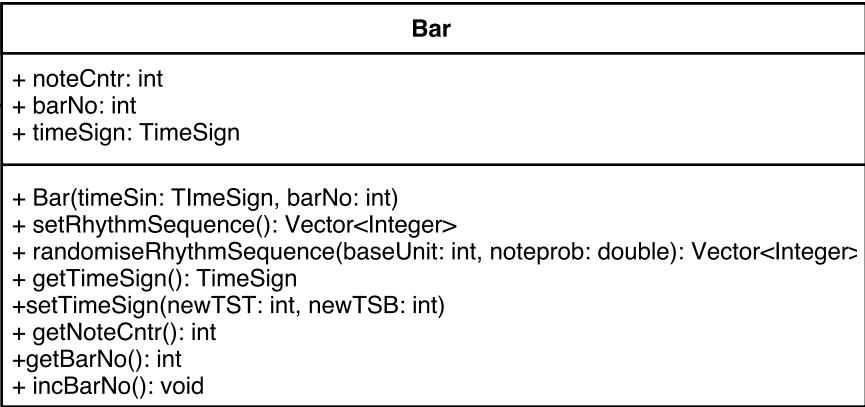 Bar
+ noteCntr: int
+ barNo: int
+ timeSign: TimeSign
+ Bar(timeSin: TImeSign, barNo: int)
+ setRhythmSequence(): Vector<Integer>
+ randomiseRhythmSequence(baseUnit: int, noteprob: double): Vector<Integer>
+ getTimeSign(): TimeSign
+setTimeSign(newTST: int, newTSB: int)
+ getNoteCntr(): int
+getBarNo(): int
+ incBarNo(): void